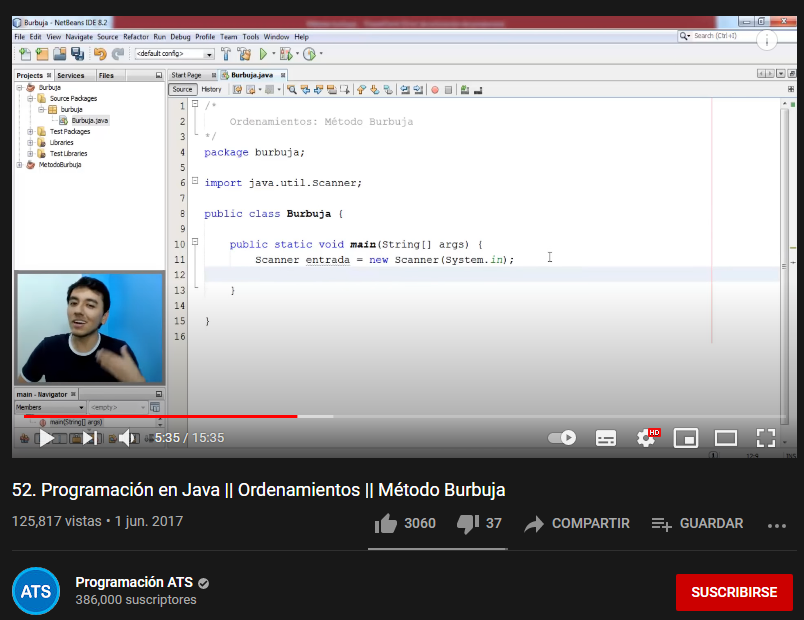 Burbuja - NetBeans IDE 8.2
File Edit View Navigate Source Refactor Run Debug Profile Team Tools Window Help
Search (Ctrl+I)
<default config>
Projects Services Files
Start Page Burbuja.java
Source History
Burbuja
Source Packages
burbuja
Burbuja.java
Test Packages
Libraries
Test Libraries
MetodoBurbuja
1 /*
2 Ordenamientos: Método Burbuja
3 */
4 package burbuja;
5
6 import java.util.Scanner;
7
8 public class Burbuja {
9
10 public static void main(String[] args) {
11 Scanner entrada = new Scanner(System.in);
12
13 }
14
15 }
16
main - Navigator
Members <empty>
main(String[] args)
5:35 / 15:35
HD
12:9 INS
52. Programación en Java || Ordenamientos || Método Burbuja
125,817 vistas • 1 jun. 2017
3060 37 COMPARTIR GUARDAR
ATS
Programación ATS
386,000 suscriptores
SUSCRIBIRSE